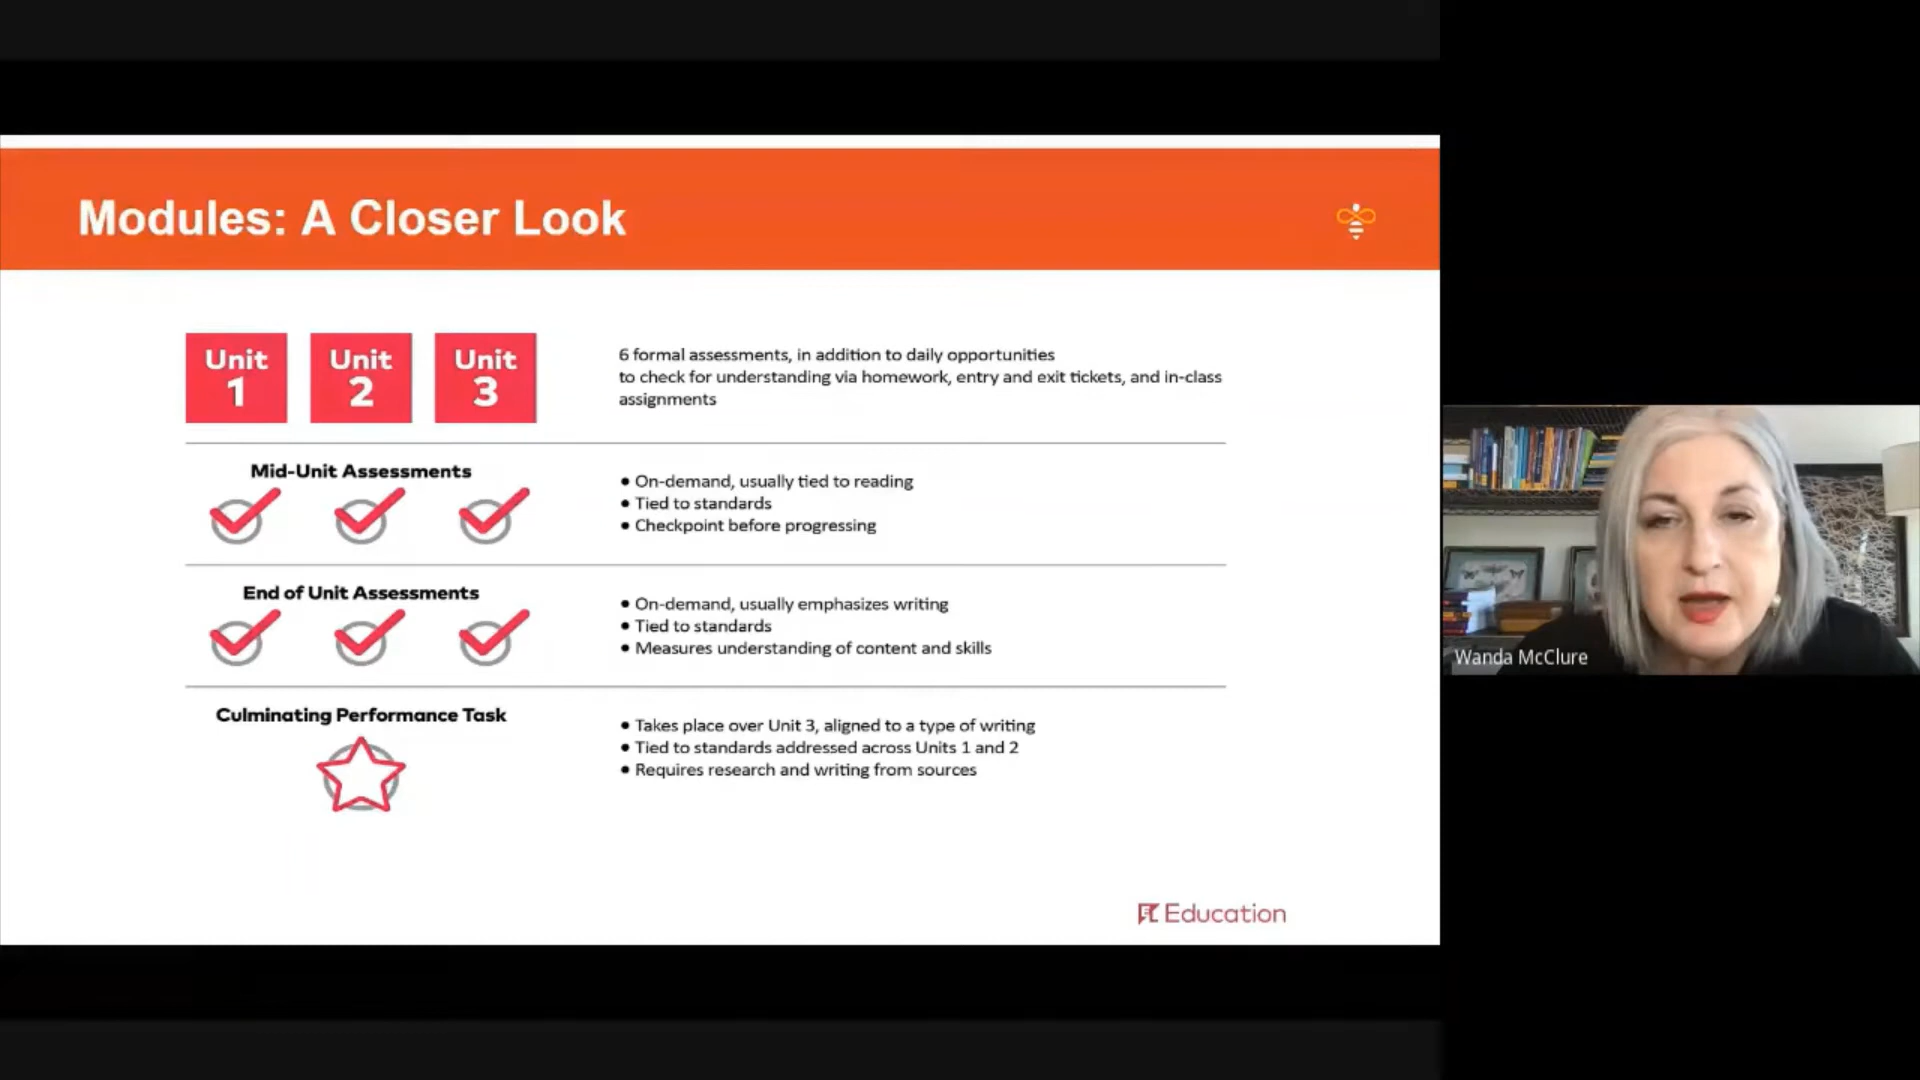 Modules: A Closer Look
Unit
1
Unit
2
Unit
3
6 formal assessments, in addition to daily opportunities
to check for understanding via homework, entry and exit tickets, and in-class
assignments
Mid-Unit Assessments
• On-demand, usually tied to reading
• Tied to standards
• Checkpoint before progressing
End of Unit Assessments
• On-demand, usually emphasizes writing
• Tied to standards
• Measures understanding of content and skills
Culminating Performance Task
• Takes place over Unit 3, aligned to a type of writing
• Tied to standards addressed across Units 1 and 2
• Requires research and writing from sources
EL Education
Wanda McClure